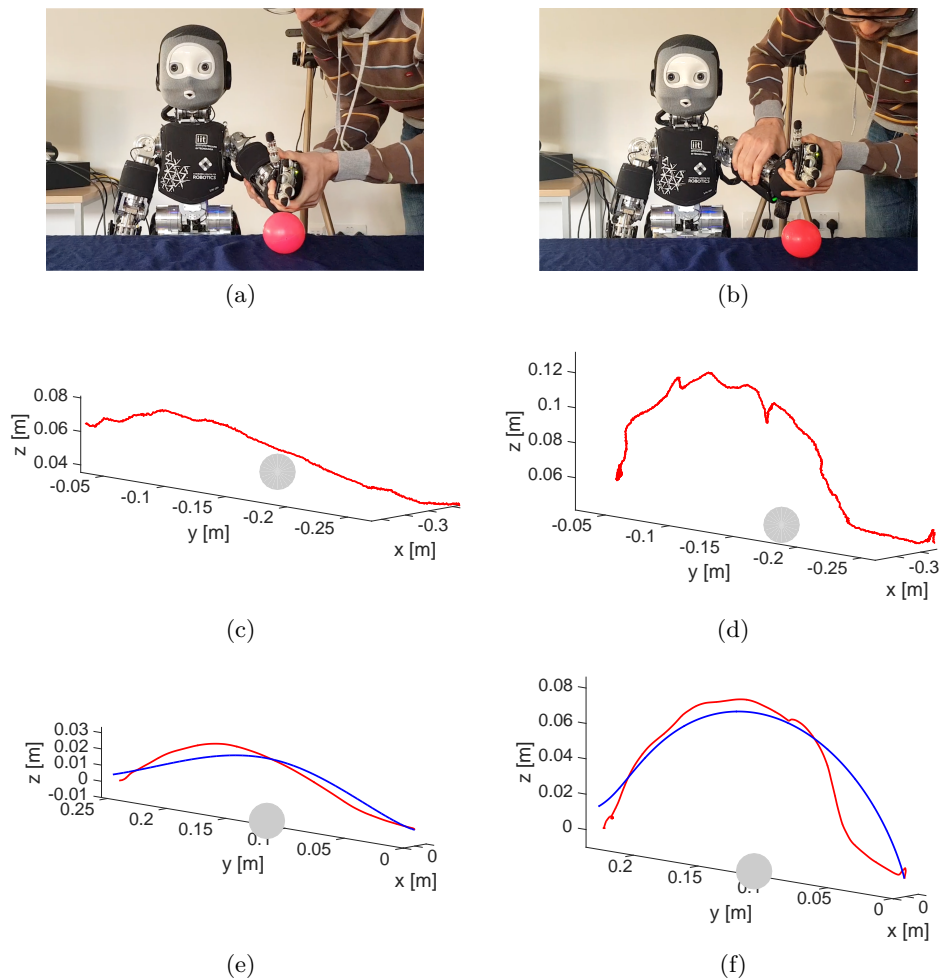 iit
ROBOTICS
iit
ROBOTICS
(a)
(b)
0.08
0.06
0.04
z [m]
-0.05
-0.1
-0.15
-0.2
-0.25
y [m]
-0.3
x [m]
0.12
0.1
0.08
0.06
z [m]
-0.05
-0.1
-0.15
-0.2
-0.25
y [m]
-0.3
x [m]
(c)
(d)
0.03
0.02
0.01
0
-0.01
z [m]
0.25
0.2
0.15
0.1
0.05
0
y [m]
0
x [m]
0.08
0.06
0.04
0.02
0
z [m]
0.2
0.15
0.1
0.05
0
y [m]
0
x [m]
(e)
(f)